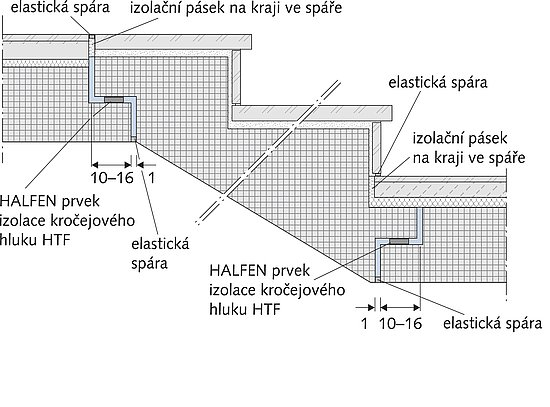 elastická spára
izolační pásek na kraji ve spáře
elastická spára
izolační pásek
na kraji ve spáře
10–16
1
HALFEN prvek
izolace kročejového
hluku HTF
elastická
spára
HALFEN prvek
izolace kročejového
hluku HTF
1
10–16
elastická spára